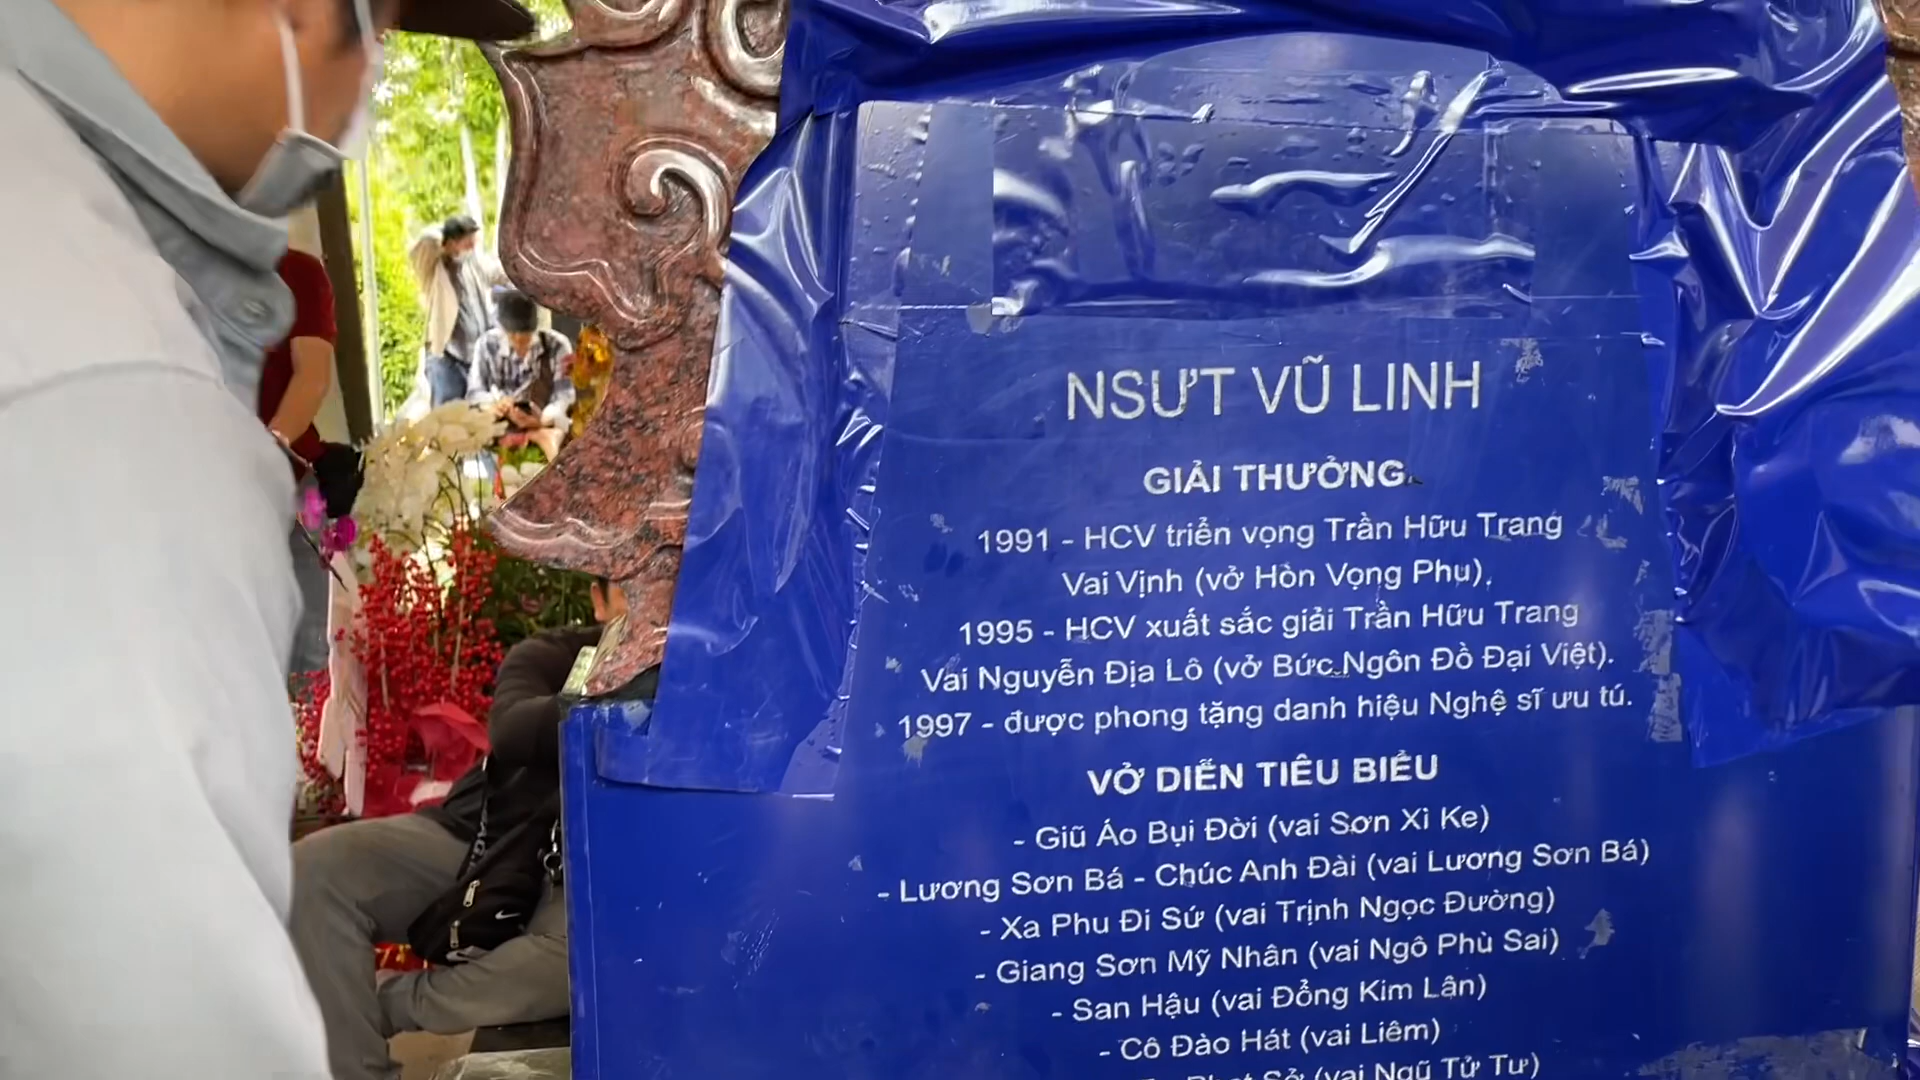 NSƯT VŨ LINH
GIẢI THƯỞNG
1991 - HCV triển vọng Trần Hữu Trang
Vai Vịnh (vở Hòn Vọng Phu).
1995 - HCV xuất sắc giải Trần Hữu Trang
Vai Nguyễn Địa Lô (vở Bức Ngôn Đồ Đại Việt).
1997 - được phong tặng danh hiệu Nghệ sĩ ưu tú.
VỞ DIỄN TIÊU BIỂU
- Giũ Áo Bụi Đời (vai Sơn Xì Ke)
- Lương Sơn Bá - Chúc Anh Đài (vai Lương Sơn Bá)
- Xa Phu Đi Sứ (vai Trịnh Ngọc Đường)
- Giang Sơn Mỹ Nhân (vai Ngô Phù Sai)
- San Hậu (vai Đổng Kim Lân)
- Cô Đào Hát (vai Liêm)
Sở (vai Ngũ Tử Tư)